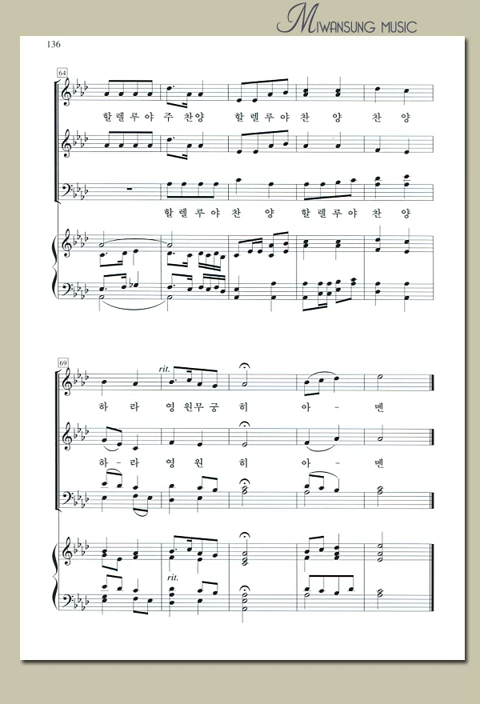 MIWANSUNG MUSIC
136
64
할렐루야 주 찬양 할렐루야 찬 양 찬 양
할렐루야 찬 양 할렐루야 찬 양
69
rit.
하 라 영 원무 궁 히 아 - 멘
하 - 라 영 원 히 아 - 멘
rit.